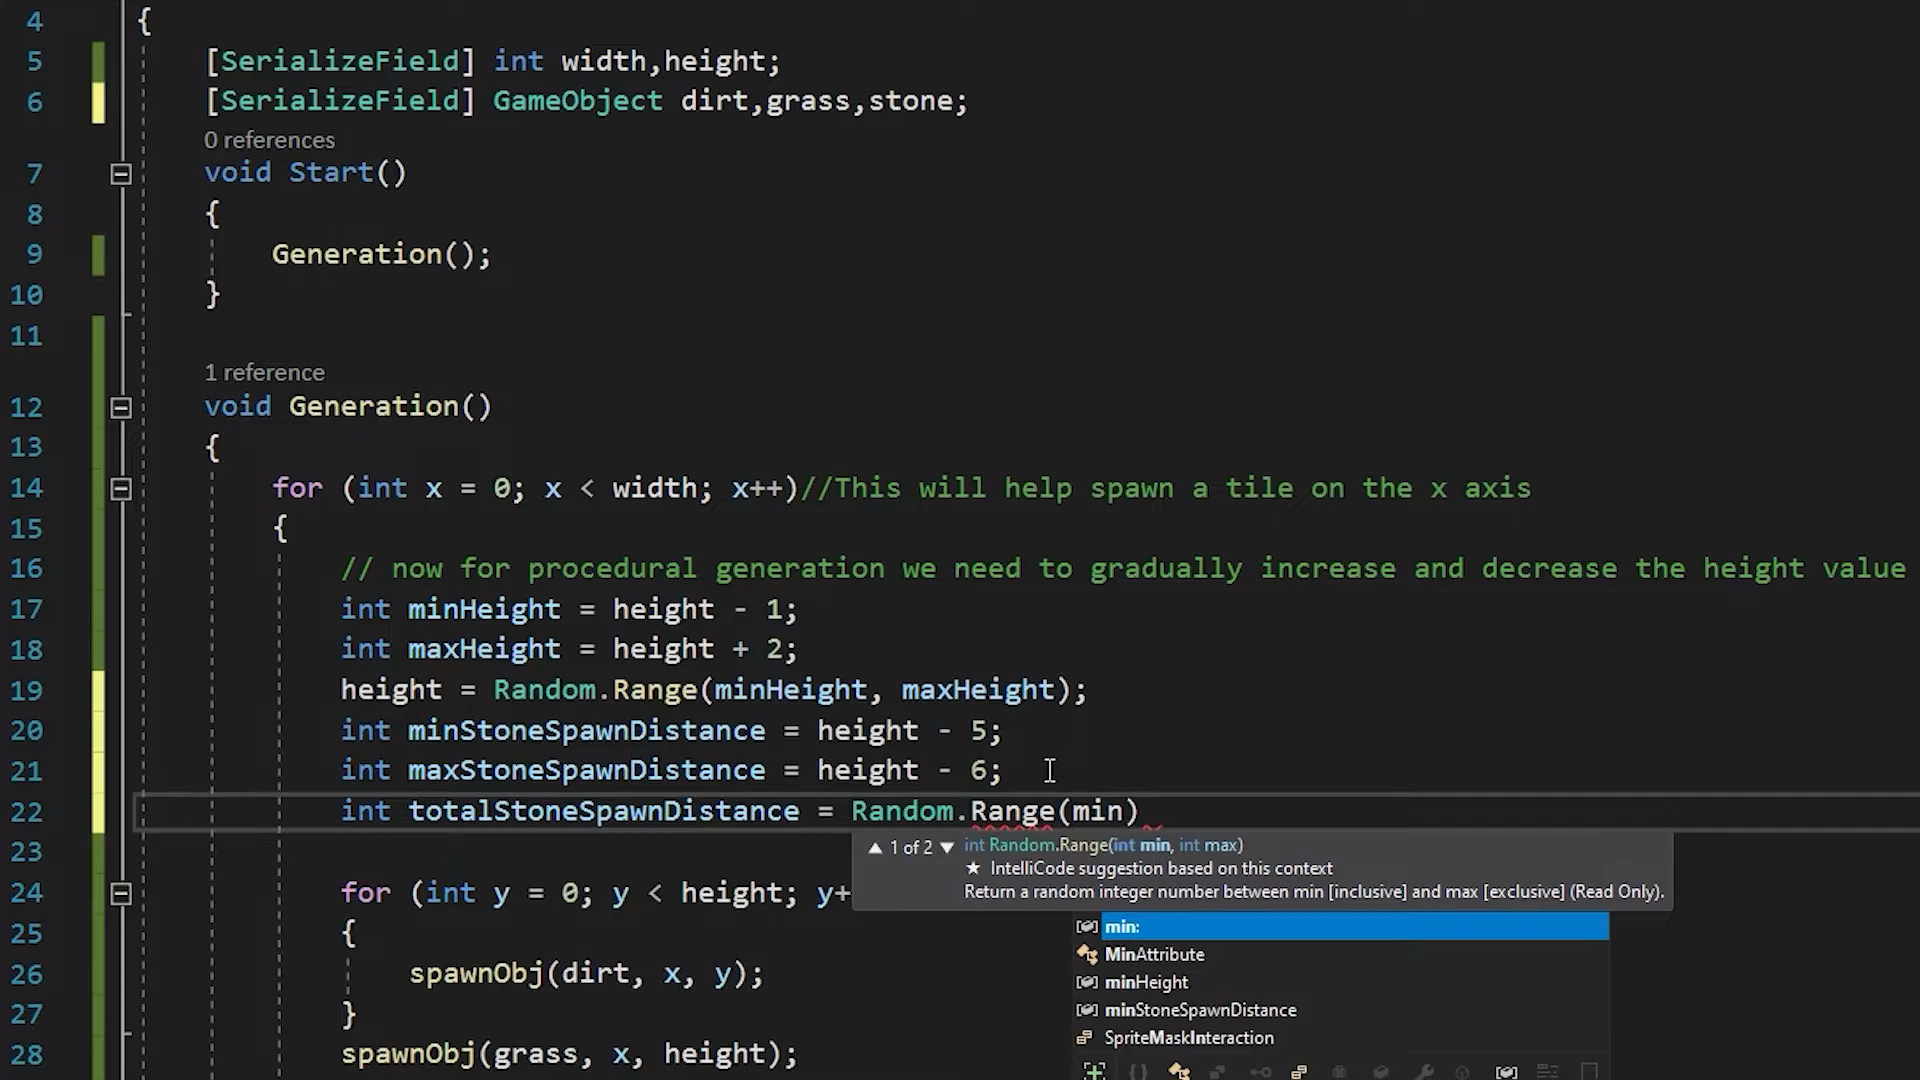 4 {
5 [SerializeField] int width,height;
6 [SerializeField] GameObject dirt,grass,stone;
0 references
7 void Start()
8 {
9 Generation();
10 }
11
1 reference
12 void Generation()
13 {
14 for (int x = 0; x < width; x++)//This will help spawn a tile on the x axis
15 {
16 // now for procedural generation we need to gradually increase and decrease the height value
17 int minHeight = height - 1;
18 int maxHeight = height + 2;
19 height = Random.Range(minHeight, maxHeight);
20 int minStoneSpawnDistance = height - 5;
21 int maxStoneSpawnDistance = height - 6;
22 int totalStoneSpawnDistance = Random.Range(min)
23
▲ 1 of 2 ▼ int Random.Range(int min, int max)
★ IntelliCode suggestion based on this context
Return a random integer number between min [inclusive] and max [exclusive] (Read Only).
24 for (int y = 0; y < height; y+
25 {
26 spawnObj(dirt, x, y);
27 }
28 spawnObj(grass, x, height);
min:
MinAttribute
minHeight
minStoneSpawnDistance
SpriteMaskInteraction